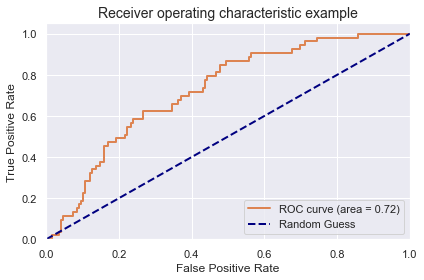 Receiver operating characteristic example
1.0
0.8
0.6
0.4
0.2
0.0
True Positive Rate
ROC curve (area = 0.72)
Random Guess
0.0 0.2 0.4 0.6 0.8 1.0
False Positive Rate